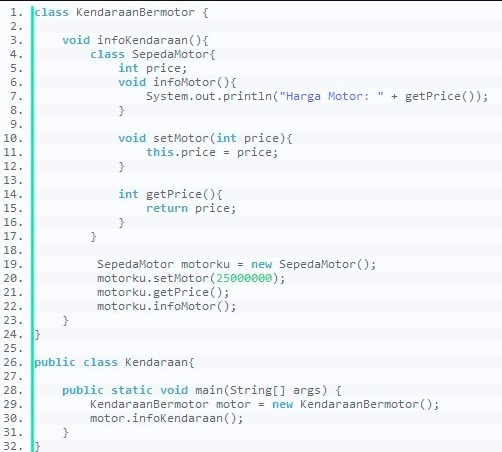 1. class KendaraanBermotor {
2.
3.     void infoKendaraan(){
4.         class SepedaMotor{
5.             int price;
6.             void infoMotor(){
7.                 System.out.println("Harga Motor: " + getPrice());
8.             }
9.
10.             void setMotor(int price){
11.                 this.price = price;
12.             }
13.
14.             int getPrice(){
15.                 return price;
16.             }
17.         }
18.
19.          SepedaMotor motorku = new SepedaMotor();
20.          motorku.setMotor(25000000);
21.          motorku.getPrice();
22.          motorku.infoMotor();
23.     }
24. }
25.
26. public class Kendaraan{
27.
28.     public static void main(String[] args) {
29.         KendaraanBermotor motor = new KendaraanBermotor();
30.         motor.infoKendaraan();
31.     }
32. }